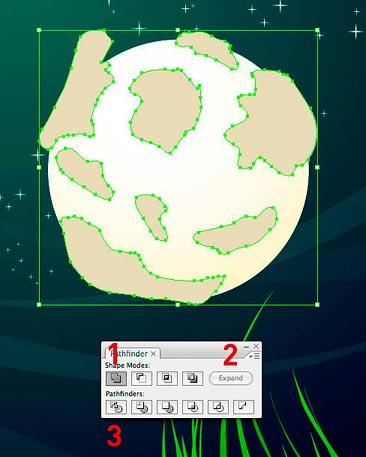 1 2
Pathfinder ×
Shape Modes:
Expand
Pathfinders:
3